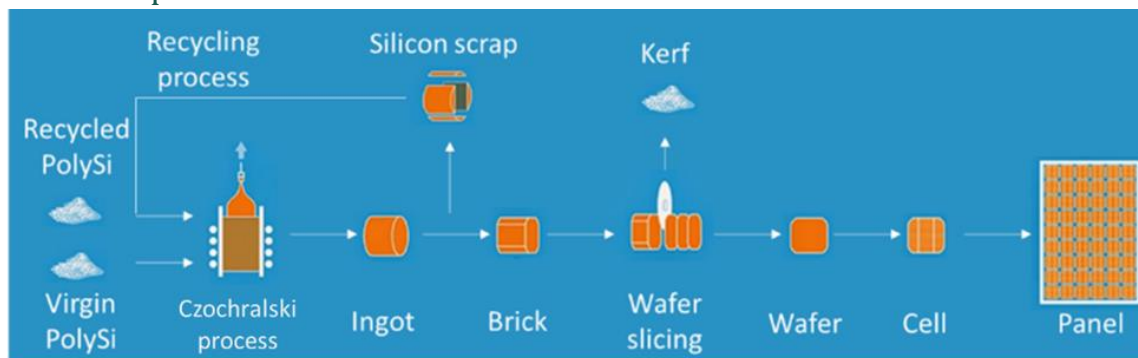 Recycling
process
Silicon scrap
Kerf
Recycled
PolySi
Virgin
PolySi
Czochralski
process
Ingot
Brick
Wafer
slicing
Wafer
Cell
Panel